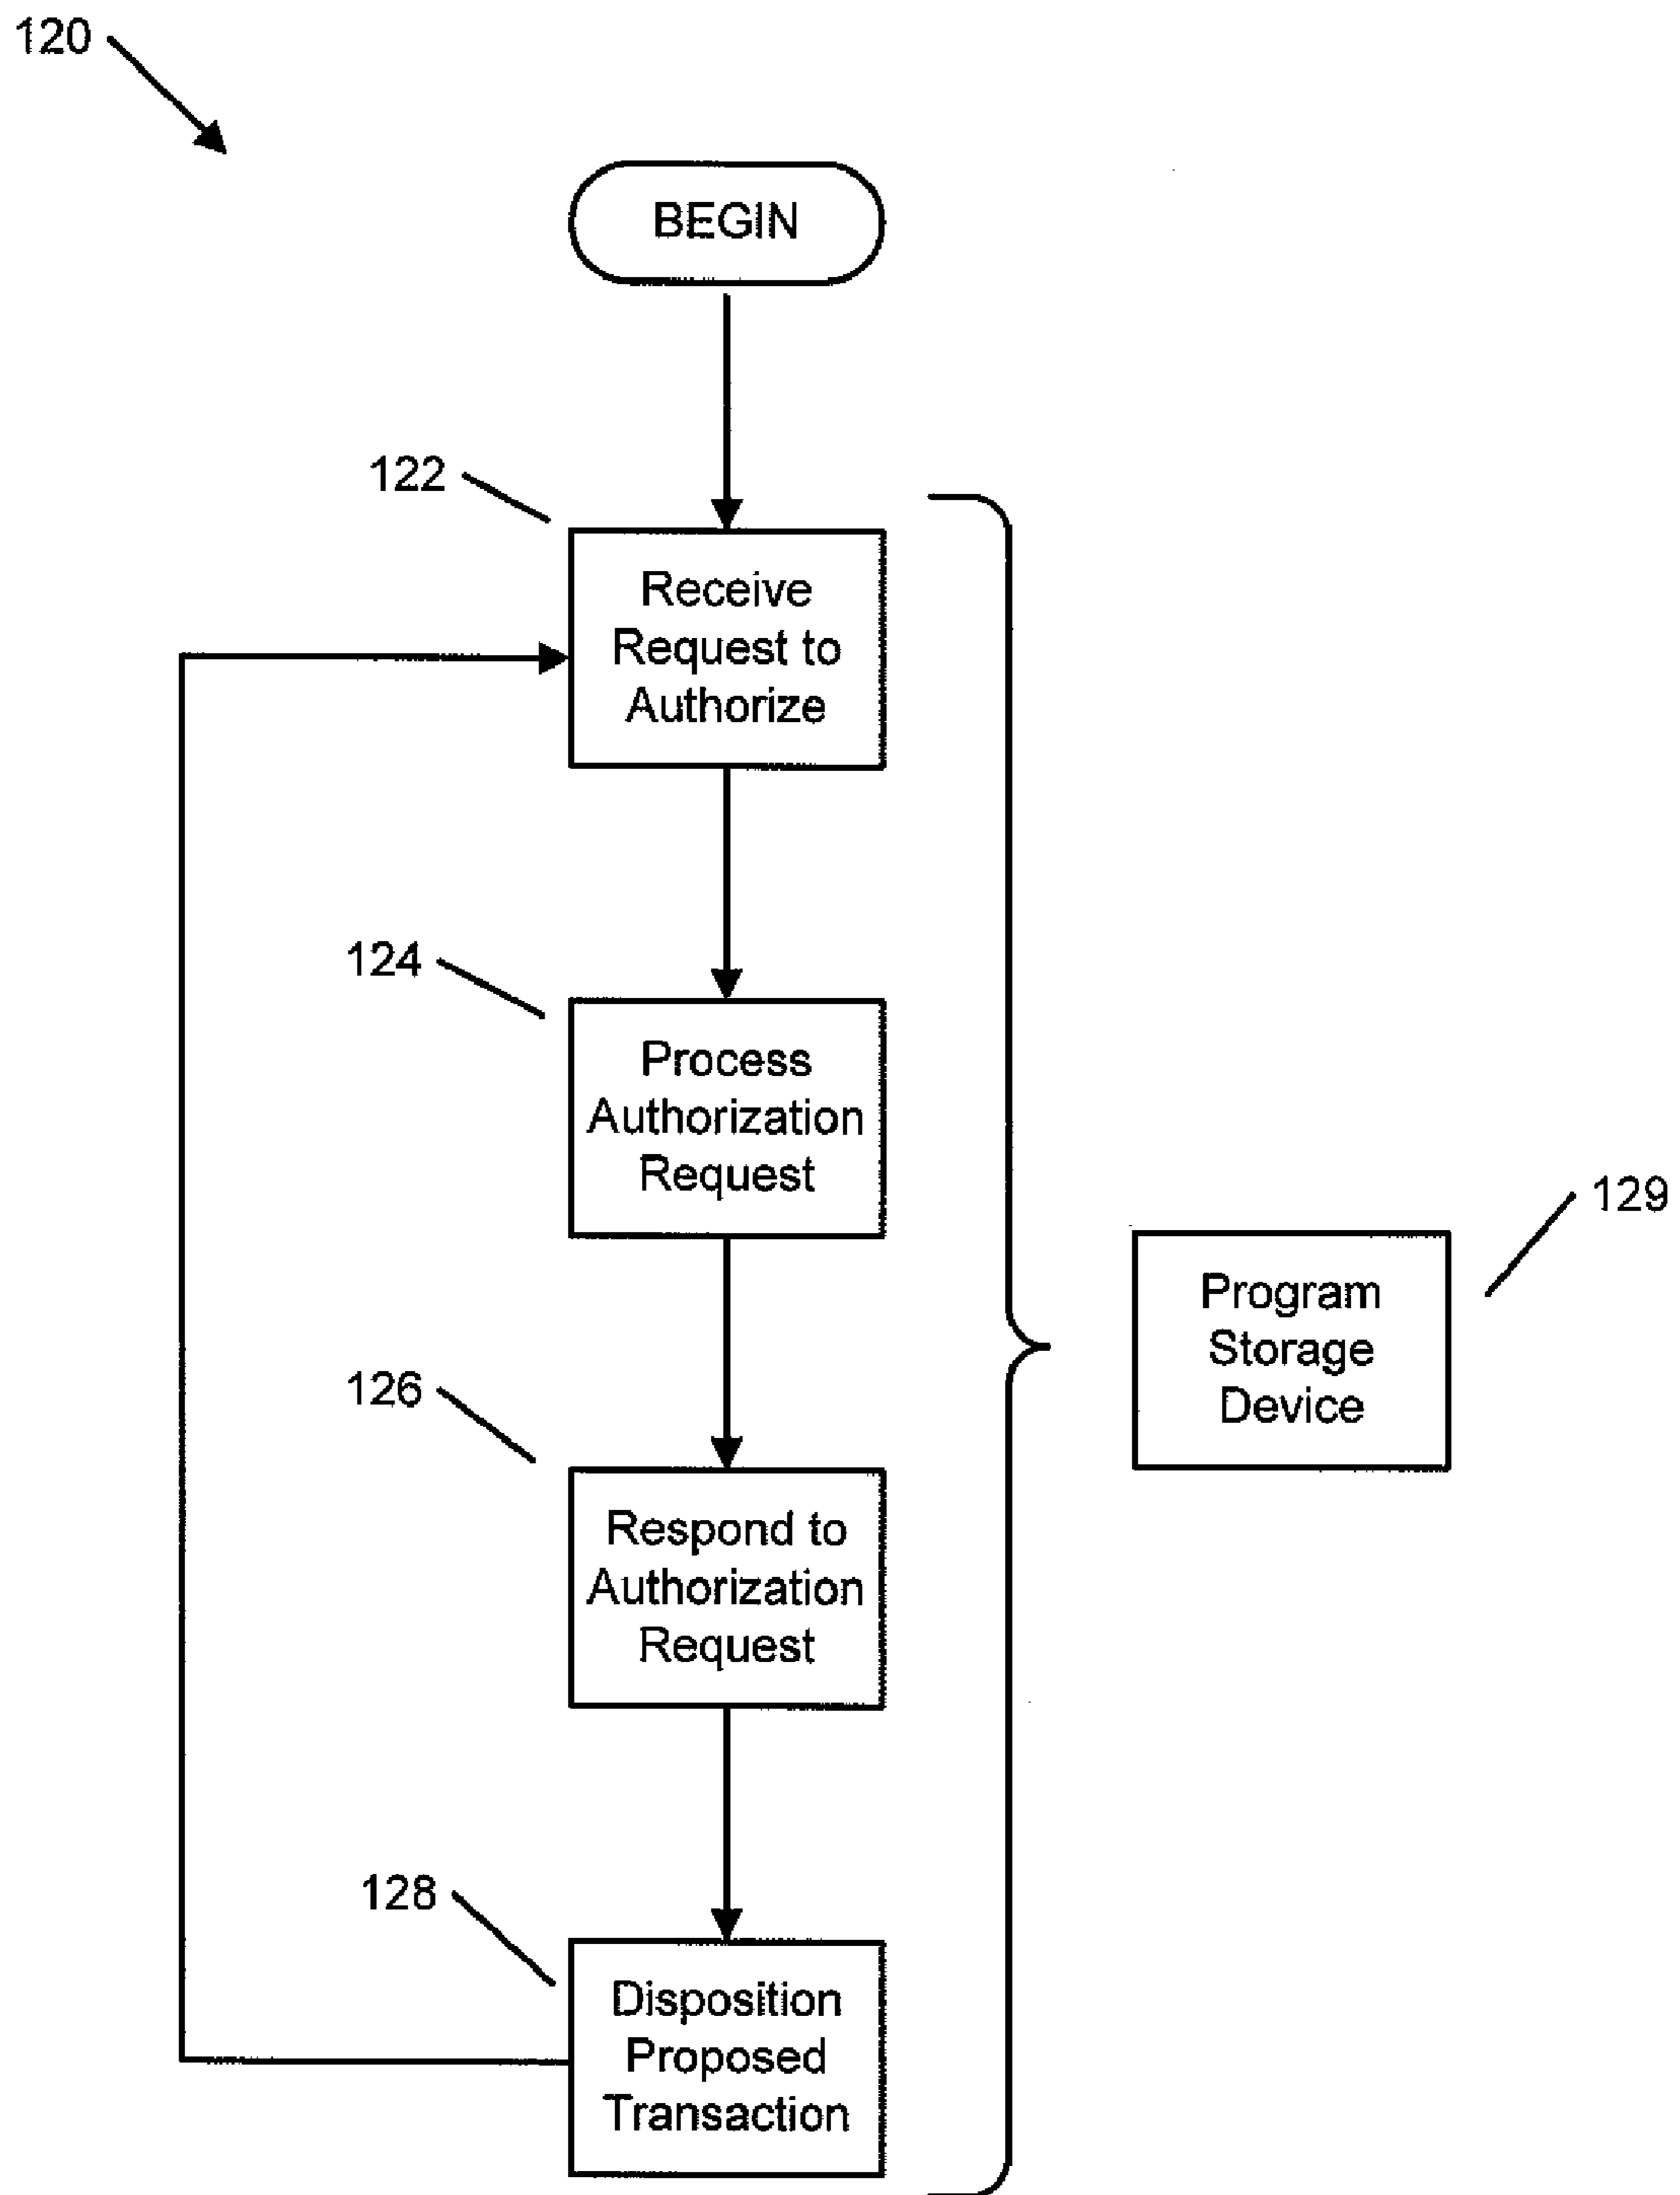 120
BEGIN
122
Receive
Request to
Authorize
124
Process
Authorization
Request
129
Program
Storage
Device
126
Respond to
Authorization
Request
128
Disposition
Proposed
Transaction